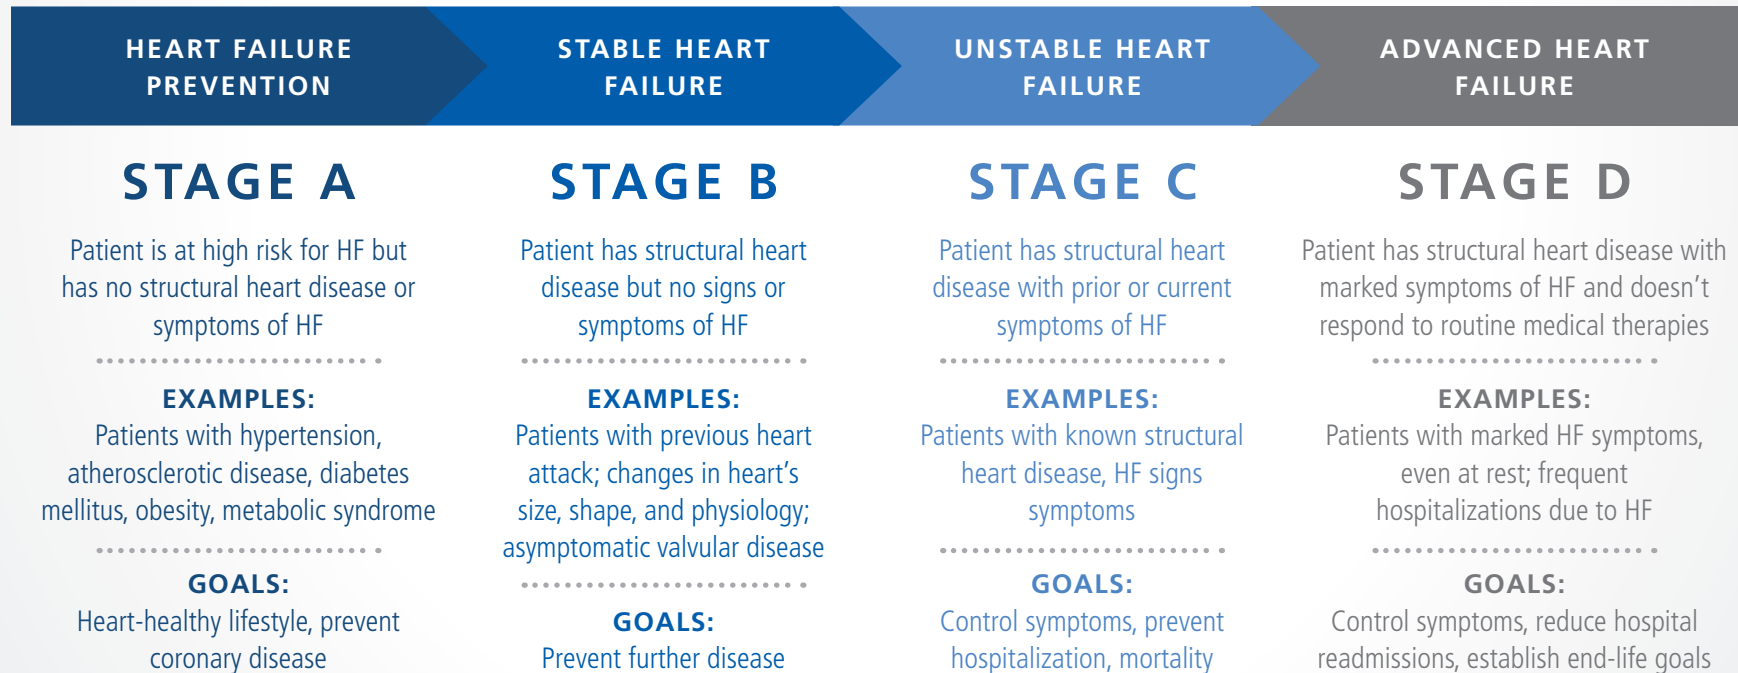 HEART FAILURE
PREVENTION
STABLE HEART
FAILURE
UNSTABLE HEART
FAILURE
ADVANCED HEART
FAILURE
STAGE A
Patient is at high risk for HF but
has no structural heart disease or
symptoms of HF
EXAMPLES:
Patients with hypertension,
atherosclerotic disease, diabetes
mellitus, obesity, metabolic syndrome
GOALS:
Heart-healthy lifestyle, prevent
coronary disease
STAGE B
Patient has structural heart
disease but no signs or
symptoms of HF
EXAMPLES:
Patients with previous heart
attack; changes in heart's
size, shape, and physiology;
asymptomatic valvular disease
GOALS:
Prevent further disease
STAGE C
Patient has structural heart
disease with prior or current
symptoms of HF
EXAMPLES:
Patients with known structural
heart disease, HF signs
symptoms
GOALS:
Control symptoms, prevent
hospitalization, mortality
STAGE D
Patient has structural heart disease with
marked symptoms of HF and doesn't
respond to routine medical therapies
EXAMPLES:
Patients with marked HF symptoms,
even at rest; frequent
hospitalizations due to HF
GOALS:
Control symptoms, reduce hospital
readmissions, establish end-life goals